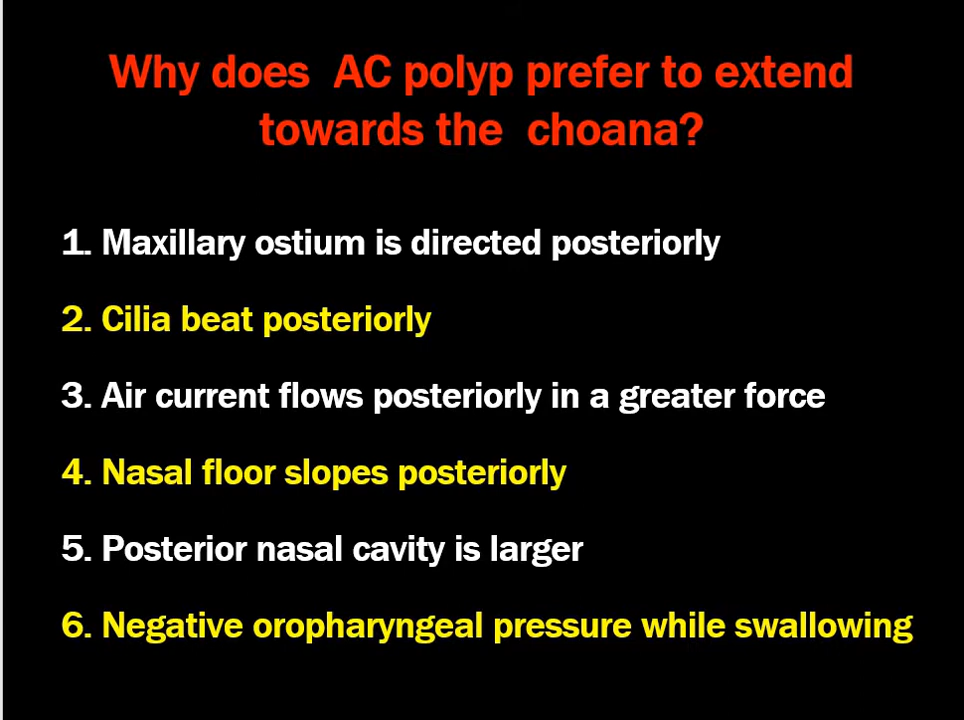 Why does AC polyp prefer to extend
towards the choana?
1. Maxillary ostium is directed posteriorly
2. Cilia beat posteriorly
3. Air current flows posteriorly in a greater force
4. Nasal floor slopes posteriorly
5. Posterior nasal cavity is larger
6. Negative oropharyngeal pressure while swallowing